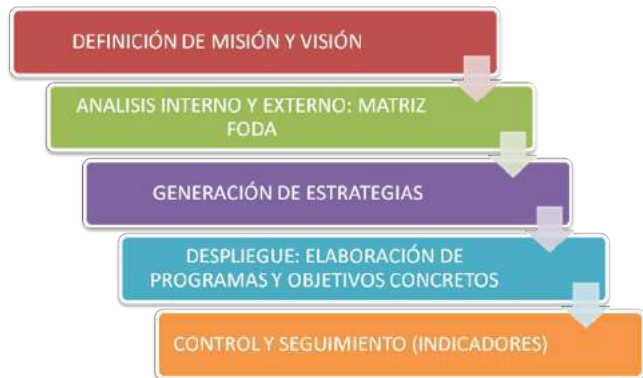 DEFINICIÓN DE MISIÓN Y VISIÓN
ANALISIS INTERNO Y EXTERNO: MATRIZ
FODA
GENERACIÓN DE ESTRATEGIAS
DESPLIEGUE: ELABORACIÓN DE
PROGRAMAS Y OBJETIVOS CONCRETOS
CONTROL Y SEGUIMIENTO (INDICADORES)